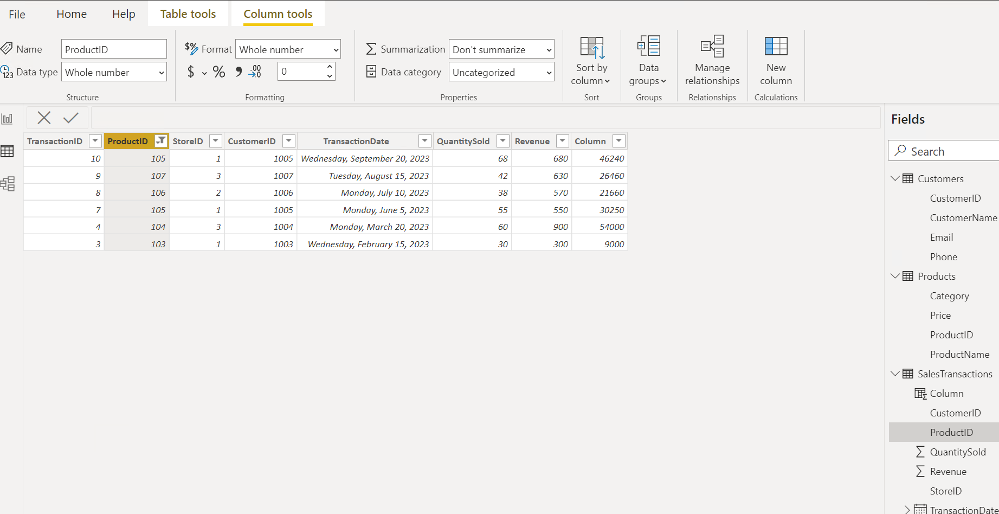 File Home Help Table tools Column tools
Name ProductID
Data type Whole number
Structure
$% Format Whole number
$ % , .00 0
Formatting
Σ Summarization Don't summarize
Data category Uncategorized
Properties
Sort by
column
Sort
Data
groups
Groups
Manage
relationships
Relationships
New
column
Calculations
TransactionID ProductID StoreID CustomerID TransactionDate QuantitySold Revenue Column
10 105 1 1005 Wednesday, September 20, 2023 68 680 46240
9 107 3 1007 Tuesday, August 15, 2023 42 630 26460
8 106 2 1006 Monday, July 10, 2023 38 570 21660
7 105 1 1005 Monday, June 5, 2023 55 550 30250
4 104 3 1004 Monday, March 20, 2023 60 900 54000
3 103 1 1003 Wednesday, February 15, 2023 30 300 9000
Fields
Search
Customers
CustomerID
CustomerName
Email
Phone
Products
Category
Price
ProductID
ProductName
SalesTransactions
Column
CustomerID
ProductID
Σ QuantitySold
Σ Revenue
StoreID
TransactionDate